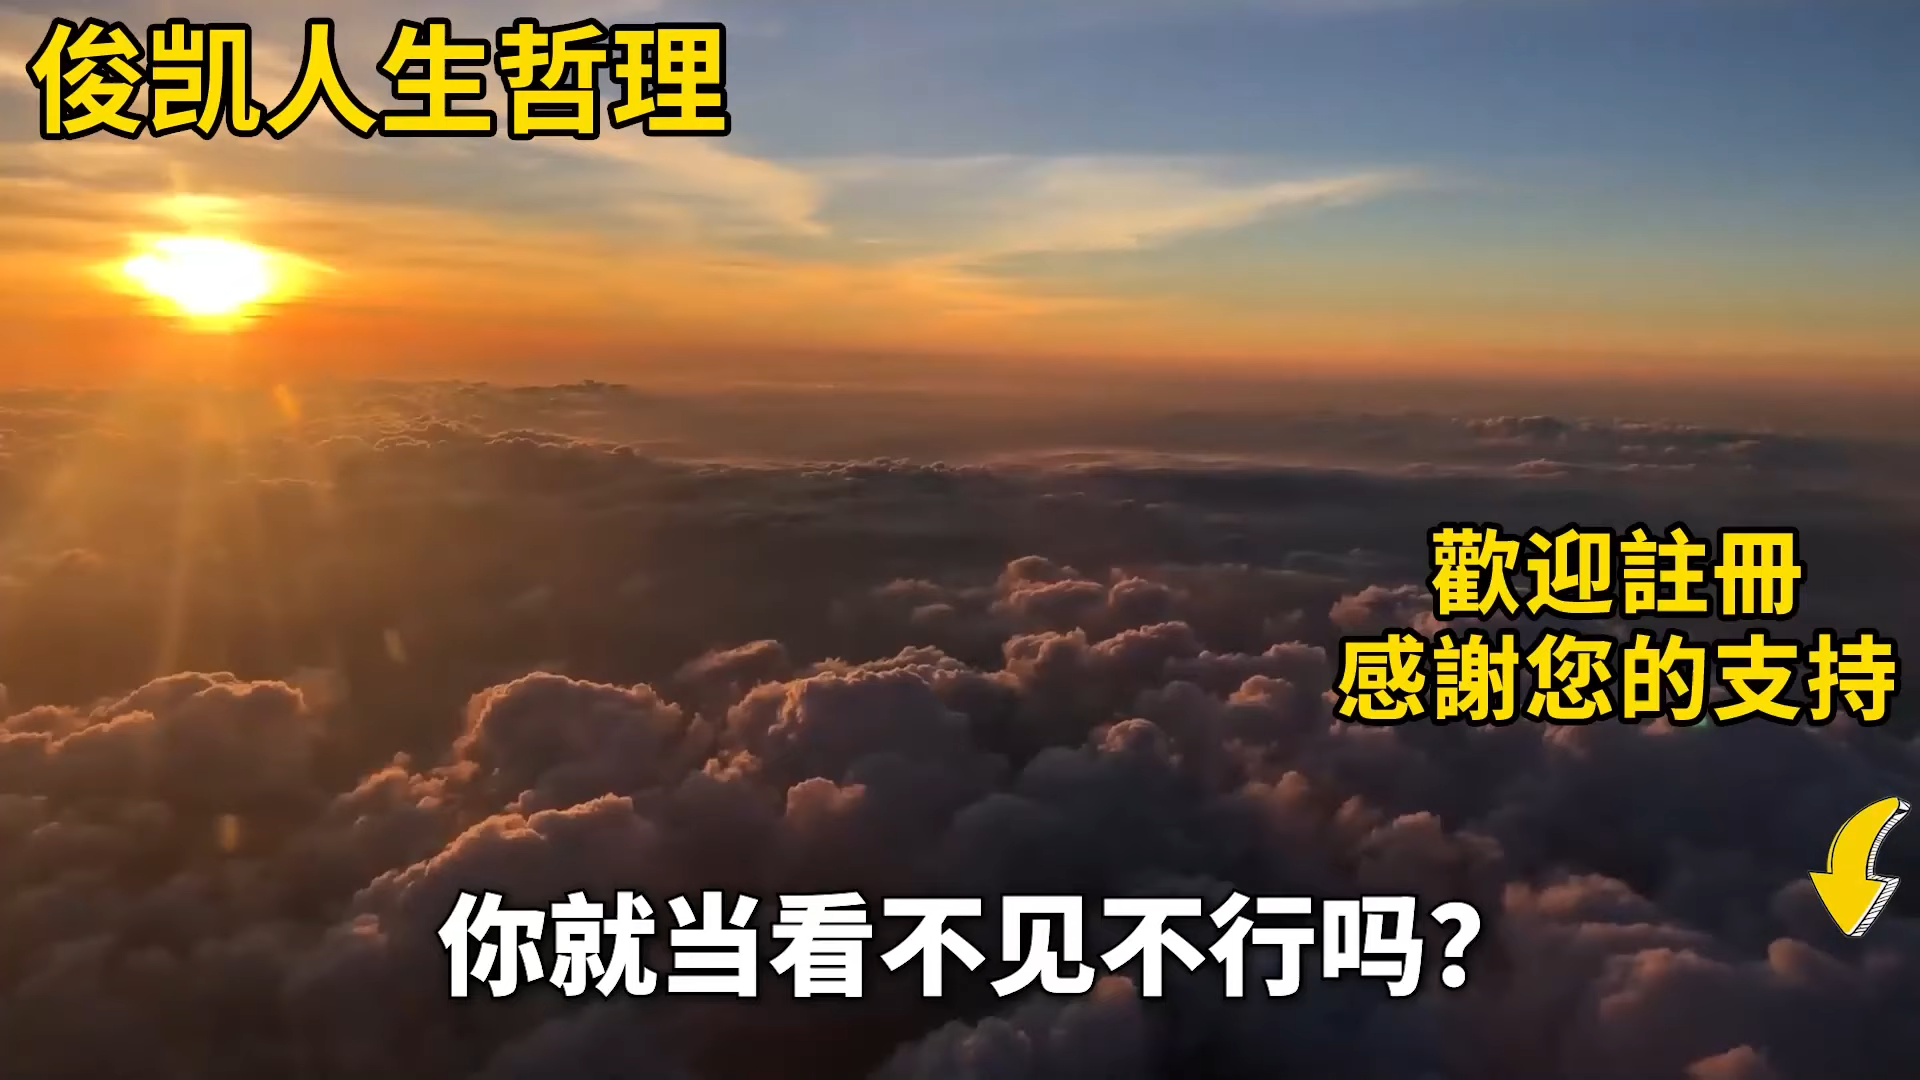 俊凯人生哲理
歡迎註冊
感謝您的支持
你就当看不见不行吗？